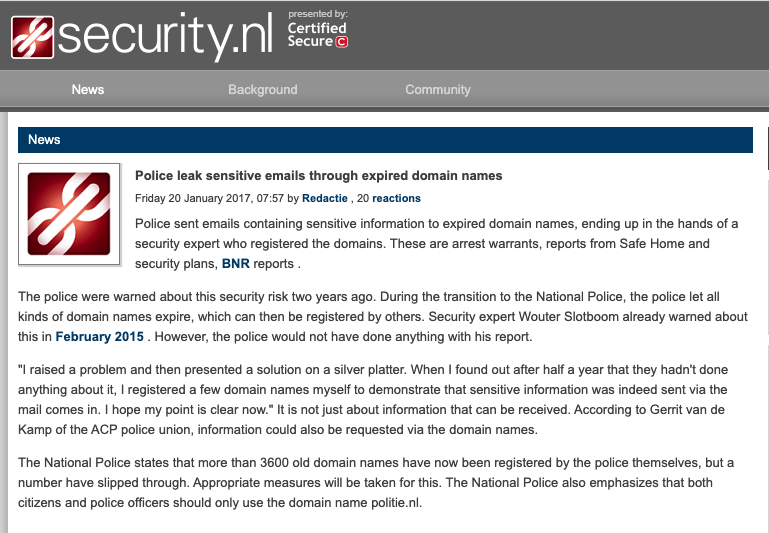 security.nl
presented by:
Certified
Secure
News
Background
Community
News
Police leak sensitive emails through expired domain names
Friday 20 January 2017, 07:57 by Redactie , 20 reactions
Police sent emails containing sensitive information to expired domain names, ending up in the hands of a
security expert who registered the domains. These are arrest warrants, reports from Safe Home and
security plans, BNR reports .
The police were warned about this security risk two years ago. During the transition to the National Police, the police let all
kinds of domain names expire, which can then be registered by others. Security expert Wouter Slotboom already warned about
this in February 2015 . However, the police would not have done anything with his report.
"I raised a problem and then presented a solution on a silver platter. When I found out after half a year that they hadn't done
anything about it, I registered a few domain names myself to demonstrate that sensitive information was indeed sent via the
mail comes in. I hope my point is clear now." It is not just about information that can be received. According to Gerrit van de
Kamp of the ACP police union, information could also be requested via the domain names.
The National Police states that more than 3600 old domain names have now been registered by the police themselves, but a
number have slipped through. Appropriate measures will be taken for this. The National Police also emphasizes that both
citizens and police officers should only use the domain name politie.nl.